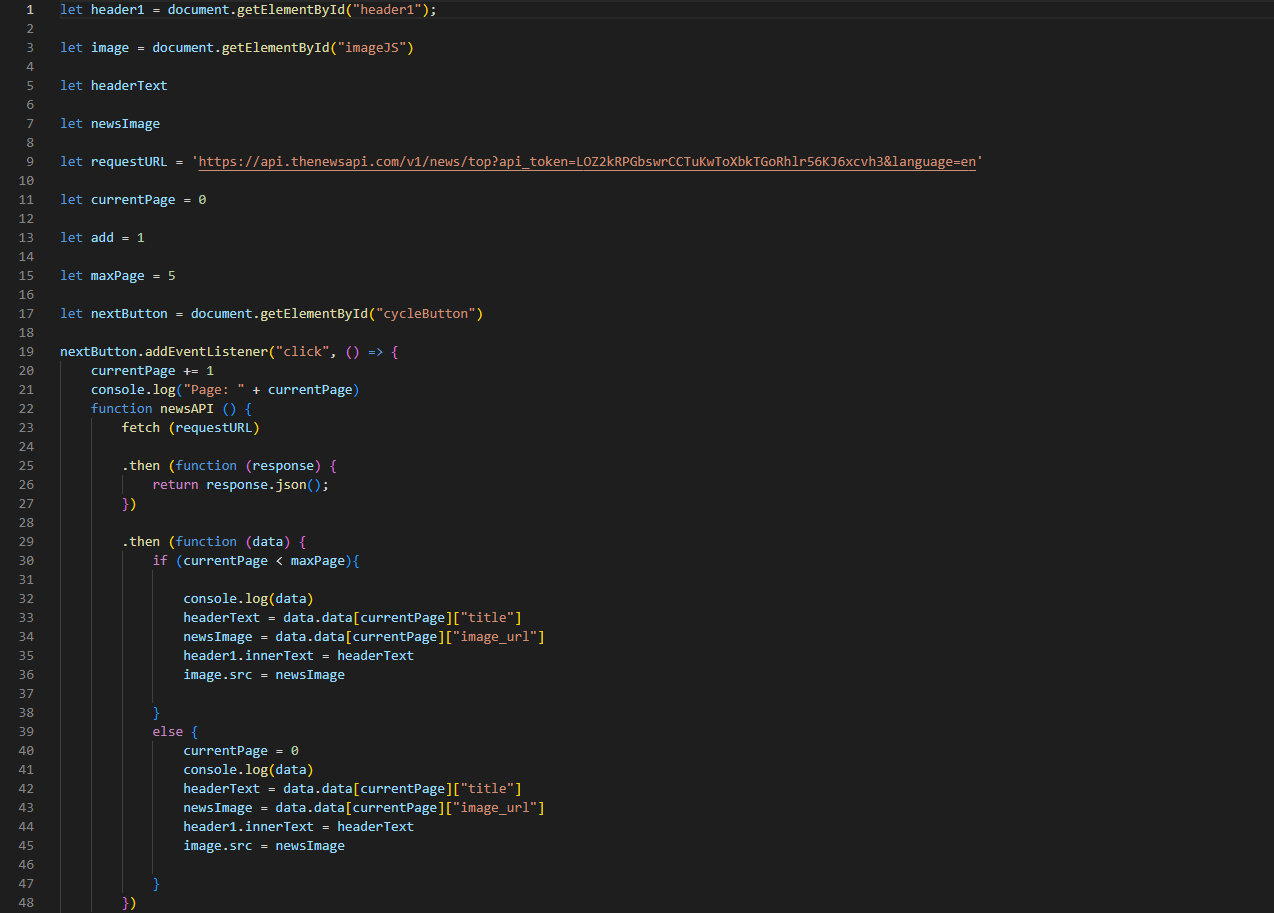 1 let header1 = document.getElementById("header1");
2
3 let image = document.getElementById("imageJS")
4
5 let headerText
6
7 let newsImage
8
9 let requestURL = 'https://api.thenewsapi.com/v1/news/top?api_token=LOZ2kRPGbswrCCTuKwToXbkTGoRhlr56KJ6xcvh3&language=en'
10
11 let currentPage = 0
12
13 let add = 1
14
15 let maxPage = 5
16
17 let nextButton = document.getElementById("cycleButton")
18
19 nextButton.addEventListener("click", () => {
20     currentPage += 1
21     console.log("Page: " + currentPage)
22     function newsAPI () {
23         fetch (requestURL)
24
25         .then (function (response) {
26             return response.json();
27         })
28
29         .then (function (data) {
30             if (currentPage < maxPage){
31
32                 console.log(data)
33                 headerText = data.data[currentPage]["title"]
34                 newsImage = data.data[currentPage]["image_url"]
35                 header1.innerText = headerText
36                 image.src = newsImage
37
38             }
39             else {
40                 currentPage = 0
41                 console.log(data)
42                 headerText = data.data[currentPage]["title"]
43                 newsImage = data.data[currentPage]["image_url"]
44                 header1.innerText = headerText
45                 image.src = newsImage
46
47             }
48         })